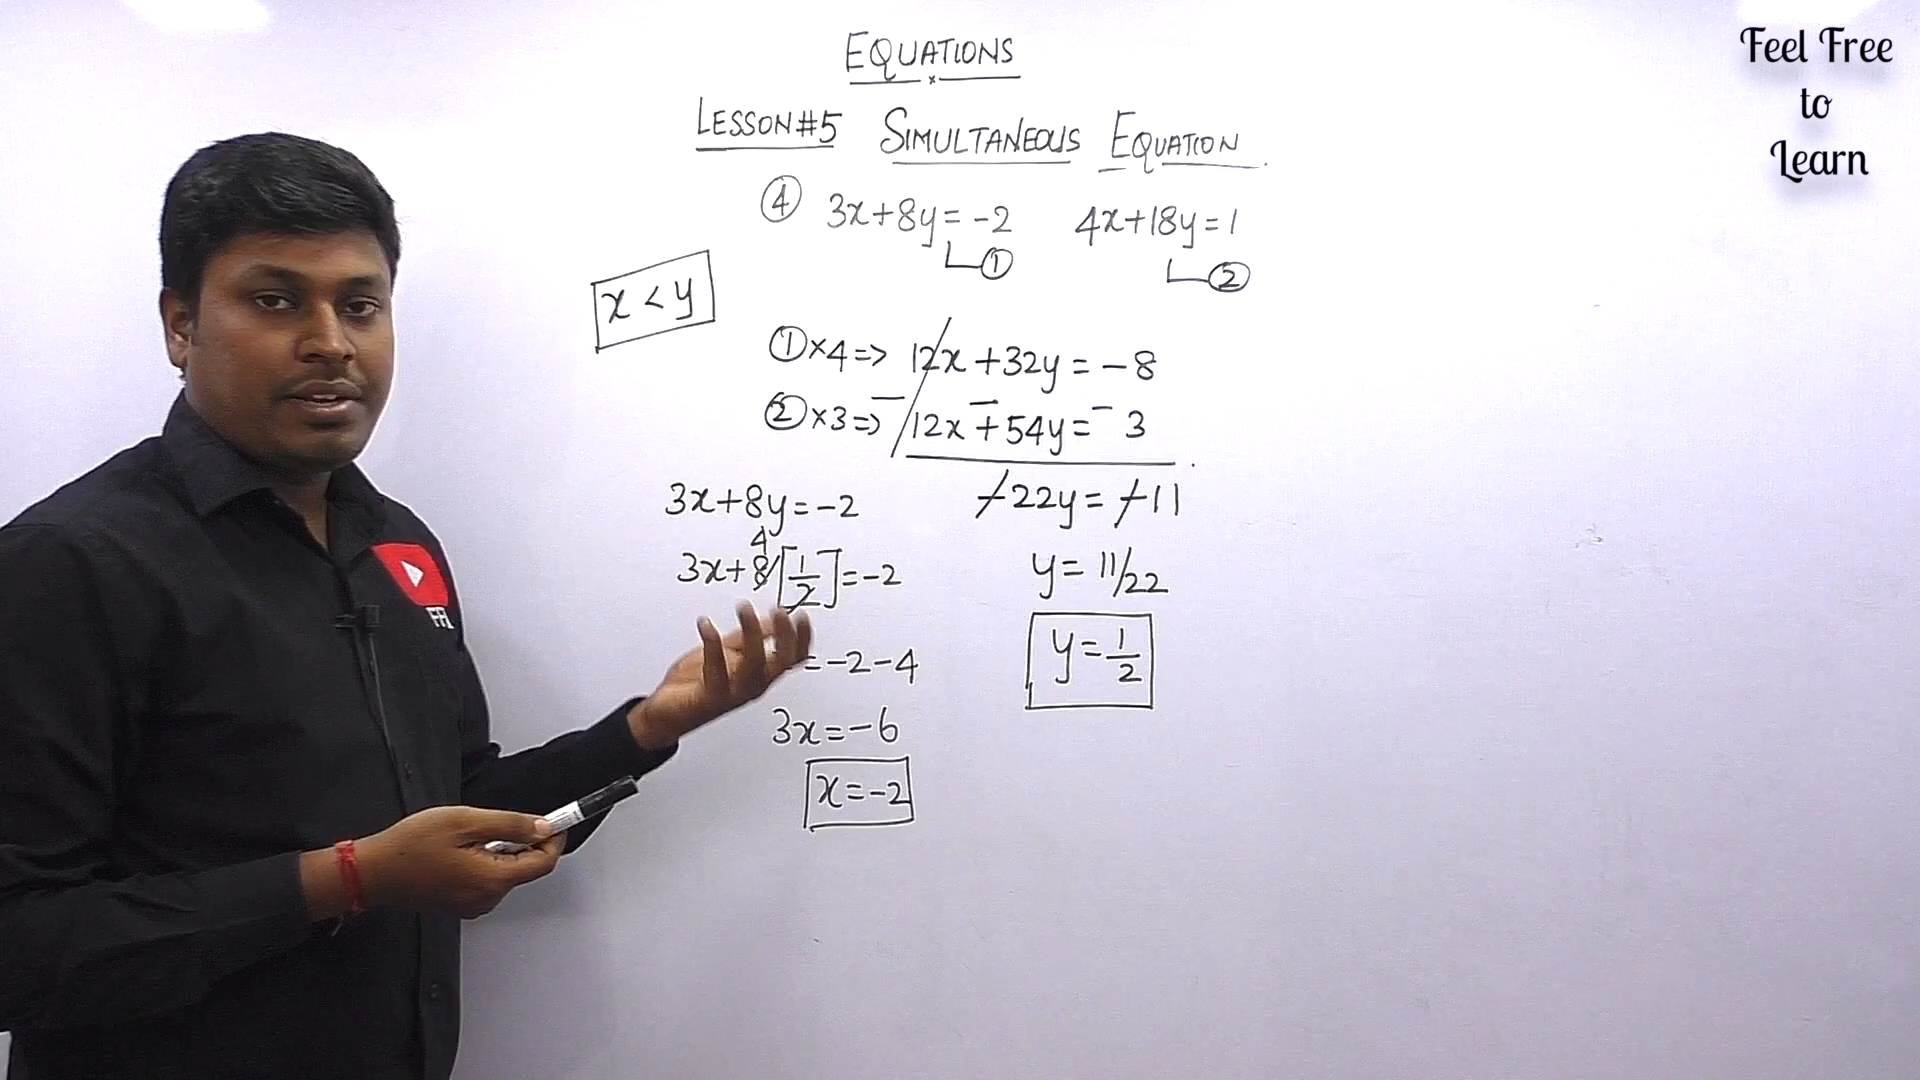 EQUATIONS
LESSON#5 SIMULTANEOUS EQUATION
④ 3x+8y=-2 4x+18y=1
① ②
x<y
①×4=> 12x+32y=-8
②×3=> 12x+54y=3
- - -
-22y=-11
3x+8y=-2
y=11/22
4
3x+8[1/2]=-2
y=1/2
=-2-4
3x=-6
x=-2
Feel Free
to
Learn
FFL